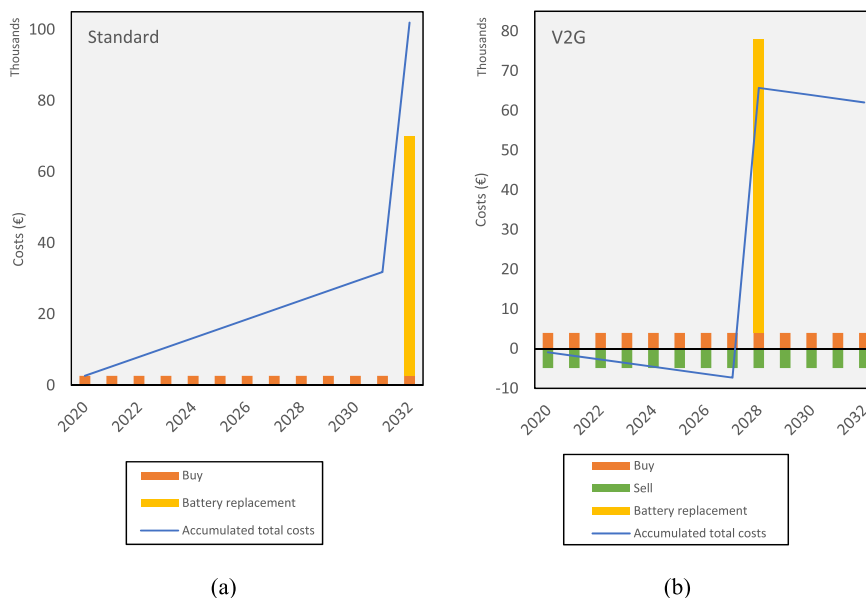 Standard
Thousands
Costs (€)
100
80
60
40
20
0
2020
2022
2024
2026
2028
2030
2032
Buy
Battery replacement
Accumulated total costs
(a)
V2G
Thousands
Costs (€)
80
70
60
50
40
30
20
10
0
-10
2020
2022
2024
2026
2028
2030
2032
Buy
Sell
Battery replacement
Accumulated total costs
(b)